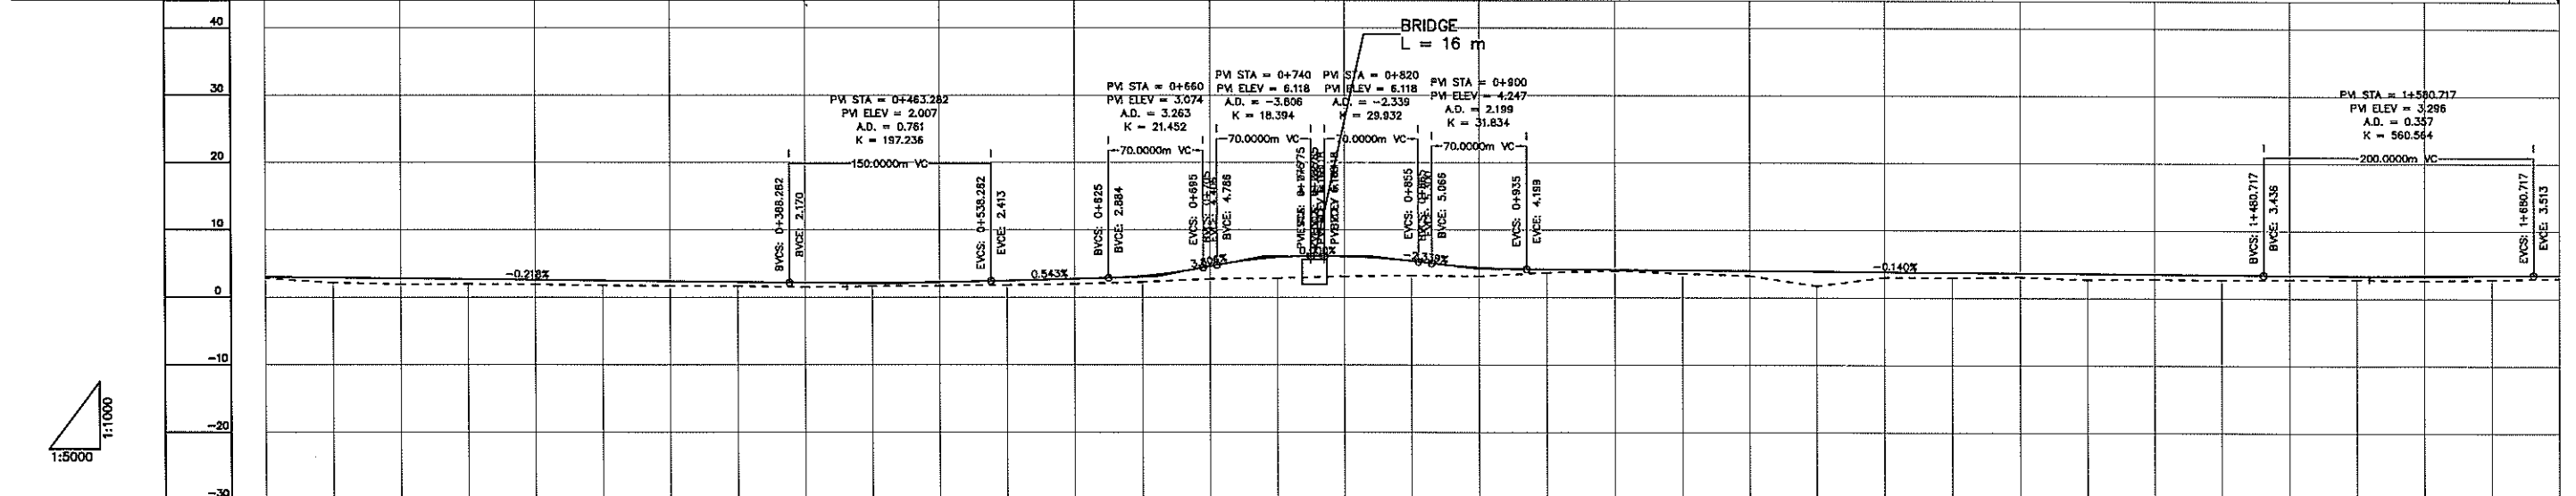 40
30
20
10
0
-10
-20
-30
1:1000
1:5000
BRIDGE
L = 16 m
PVI STA = 0+463.282
PVI ELEV = 2.007
A.D. = 0.761
K = 197.236
150.0000m VC
BVCS: 0+388.282
BVCE: 2.170
EVCS: 0+538.282
EVCE: 2.413
PVI STA = 0+660
PVI ELEV = 3.074
A.D. = 3.263
K = 21.452
70.0000m VC
BVCS: 0+625
BVCE: 2.884
EVCS: 0+695
PVI STA = 0+740
PVI ELEV = 6.118
A.D. = -3.806
K = 18.394
70.0000m VC
BVCE: 4.786
PVI STA = 0+820
PVI ELEV = 6.118
A.D. = -2.339
K = 29.932
70.0000m VC
EVCS: 0+855
PVI STA = 0+900
PVI ELEV = 4.247
A.D. = 2.199
K = 31.834
70.0000m VC
BVCE: 5.066
EVCS: 0+935
EVCE: 4.199
PVI STA = 1+580.717
PVI ELEV = 3.296
A.D. = 0.357
K = 560.564
200.0000m VC
BVCS: 1+480.717
BVCE: 3.436
EVCS: 1+680.717
EVCE: 3.513
-0.218%
0.543%
-2.339%
-0.140%